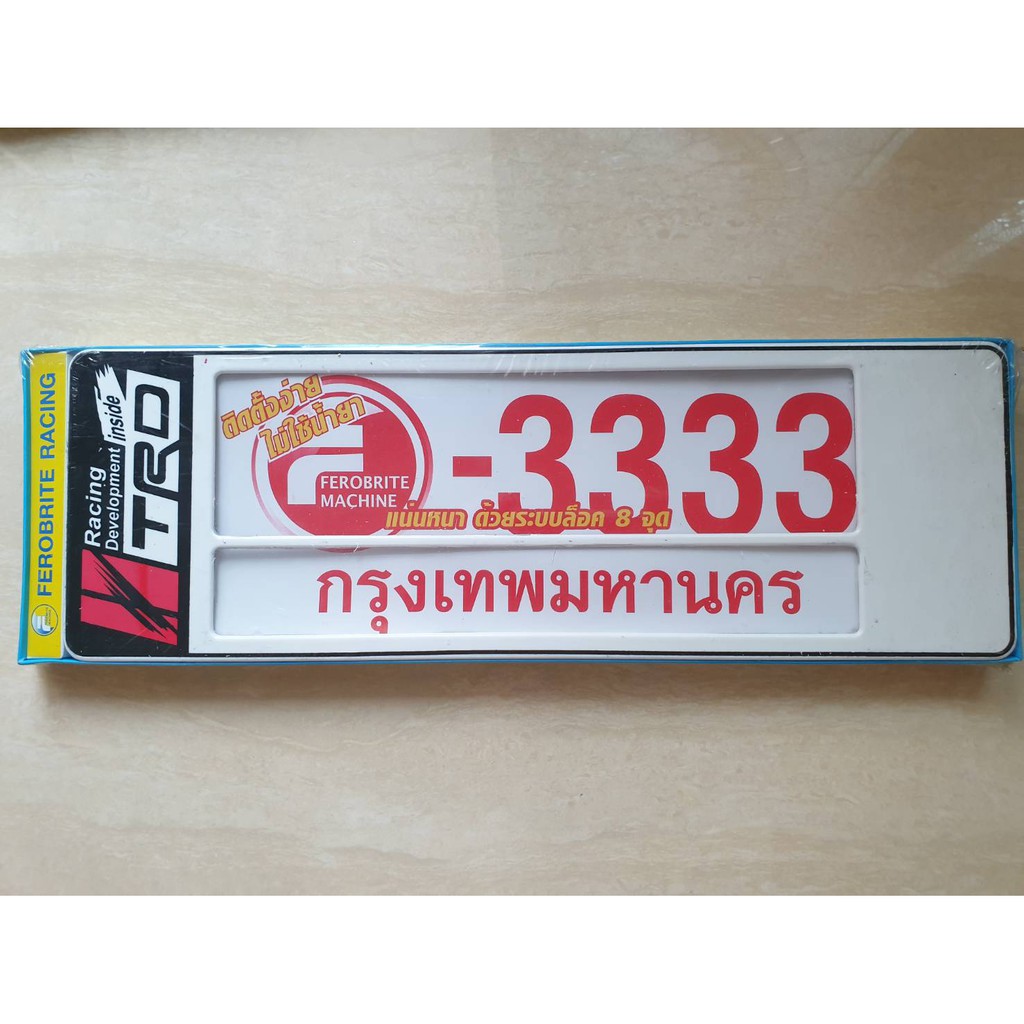 FEROBRITE RACING
Racing
Development inside
TRD
ติดตั้งง่าย
ไม่ใช้น้ำยา
FEROBRITE
MACHINE
-3333
แน่นหนา ด้วยระบบล็อค 8 จุด
กรุงเทพมหานคร